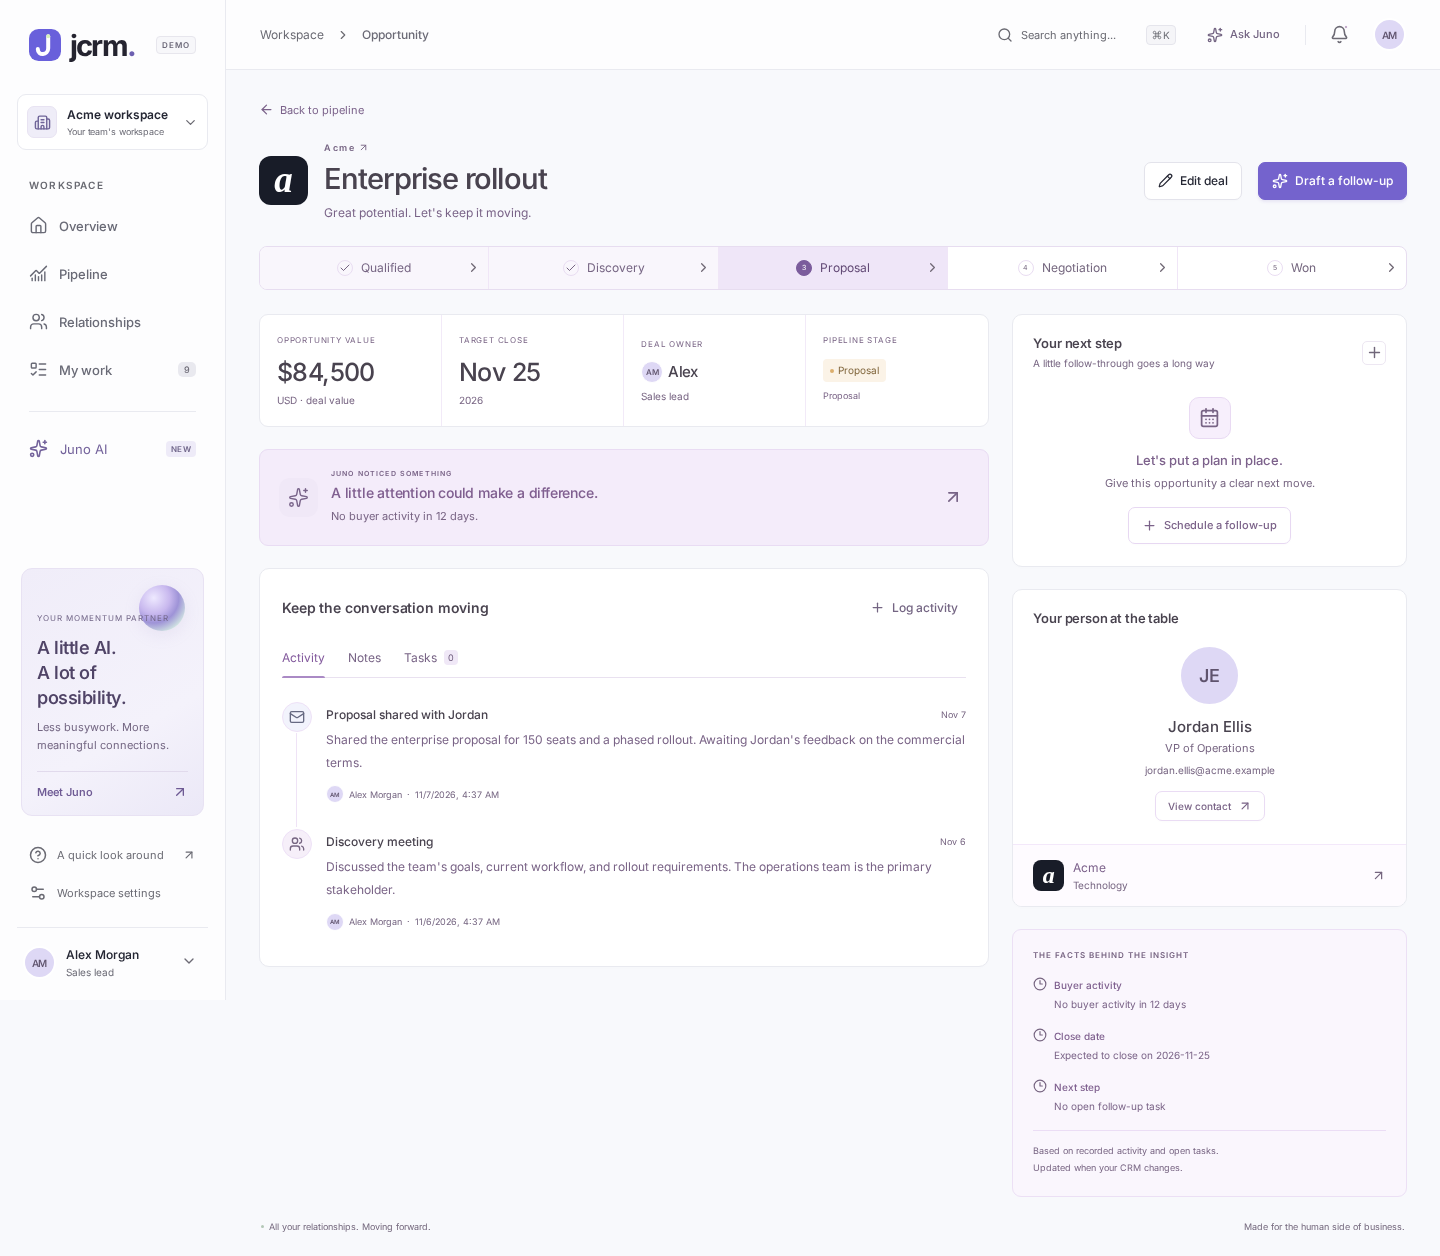 jcrm.
DEMO
Acme workspace
Your team's workspace
WORKSPACE
Overview
Pipeline
Relationships
My work
9
Juno AI
NEW
YOUR MOMENTUM PARTNER
A little AI.
A lot of
possibility.
Less busywork. More
meaningful connections.
Meet Juno
A quick look around
Workspace settings
AM
Alex Morgan
Sales lead
Workspace
Opportunity
Search anything...
⌘K
Ask Juno
AM
Back to pipeline
a
Acme
Enterprise rollout
Great potential. Let's keep it moving.
Edit deal
Draft a follow-up
Qualified
Discovery
3 Proposal
4 Negotiation
5 Won
OPPORTUNITY VALUE
$84,500
USD · deal value
TARGET CLOSE
Nov 25
2026
DEAL OWNER
AM Alex
Sales lead
PIPELINE STAGE
Proposal
Proposal
JUNO NOTICED SOMETHING
A little attention could make a difference.
No buyer activity in 12 days.
Keep the conversation moving
Log activity
Activity
Notes
Tasks 0
Proposal shared with Jordan
Nov 7
Shared the enterprise proposal for 150 seats and a phased rollout. Awaiting Jordan's feedback on the commercial
terms.
AM Alex Morgan · 11/7/2026, 4:37 AM
Discovery meeting
Nov 6
Discussed the team's goals, current workflow, and rollout requirements. The operations team is the primary
stakeholder.
AM Alex Morgan · 11/6/2026, 4:37 AM
Your next step
A little follow-through goes a long way
Let's put a plan in place.
Give this opportunity a clear next move.
Schedule a follow-up
Your person at the table
JE
Jordan Ellis
VP of Operations
jordan.ellis@acme.example
View contact
a
Acme
Technology
THE FACTS BEHIND THE INSIGHT
Buyer activity
No buyer activity in 12 days
Close date
Expected to close on 2026-11-25
Next step
No open follow-up task
Based on recorded activity and open tasks.
Updated when your CRM changes.
All your relationships. Moving forward.
Made for the human side of business.